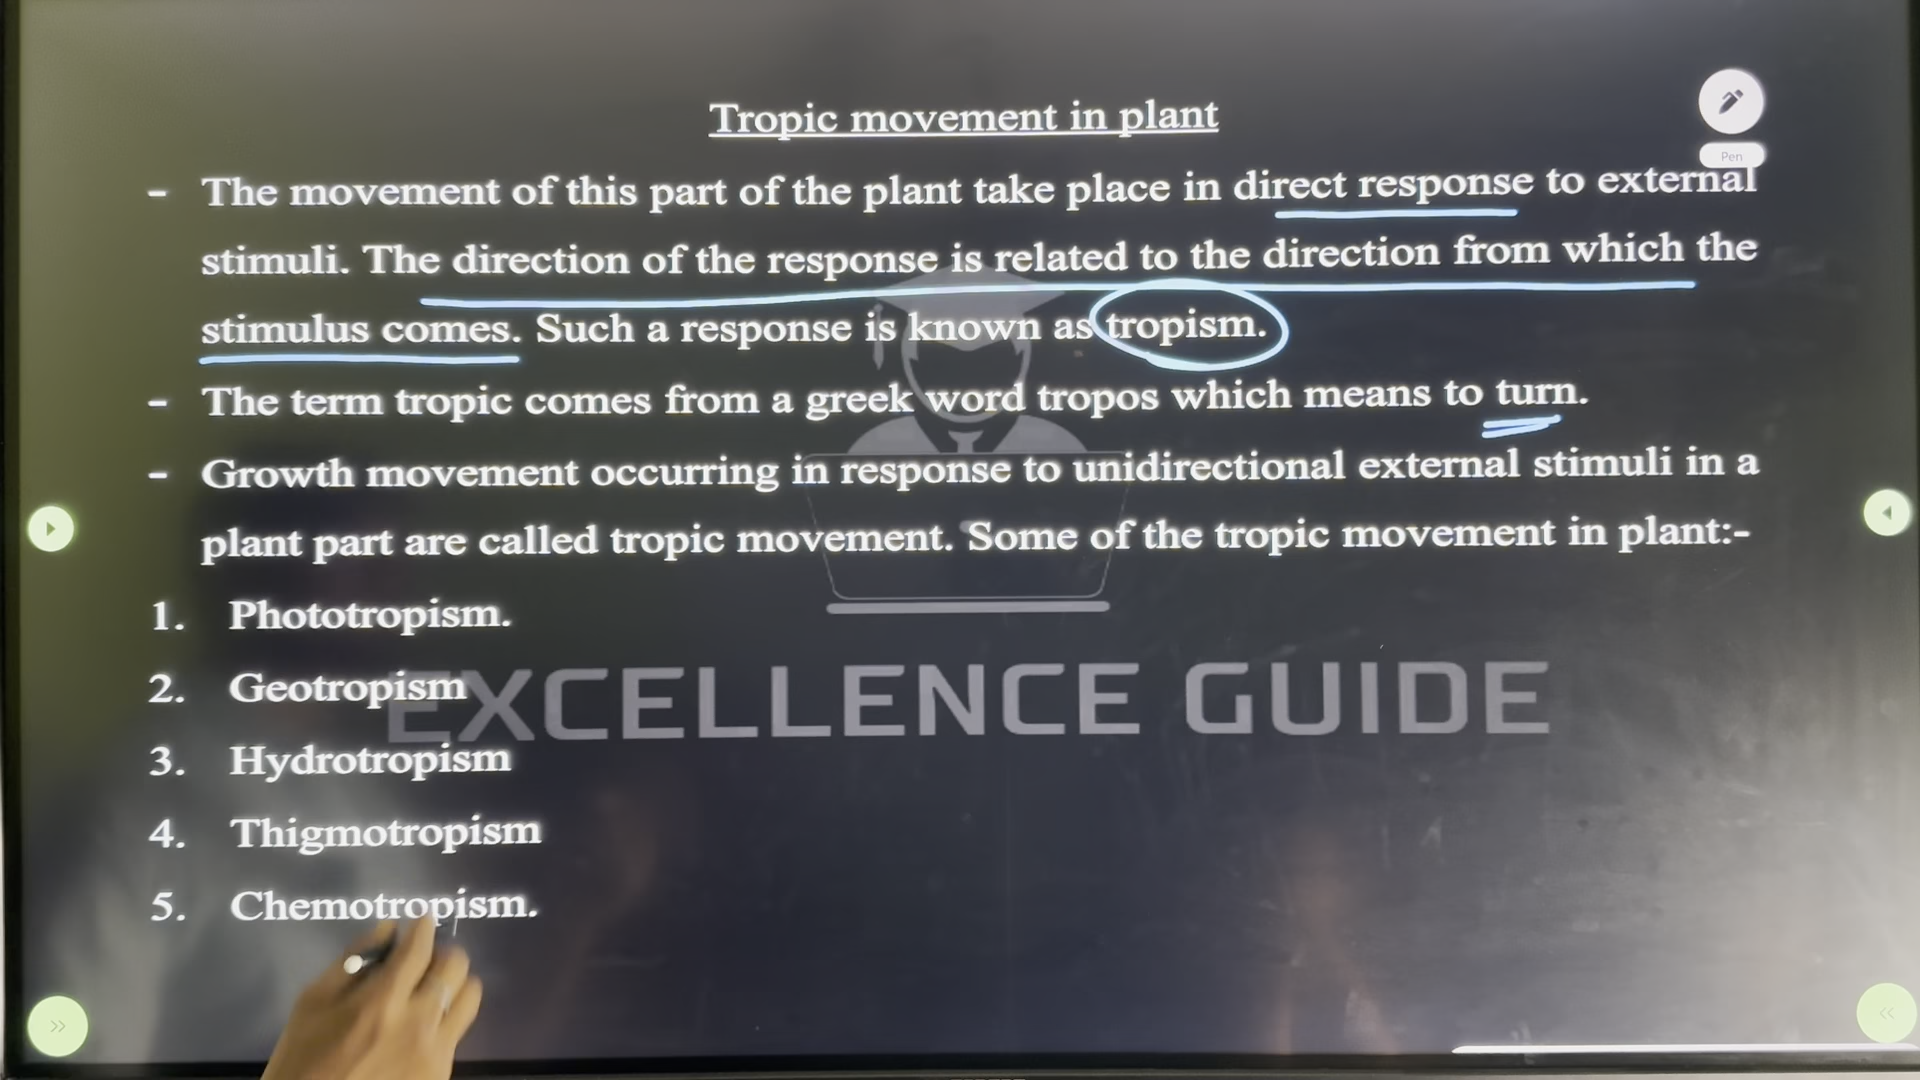 Tropic movement in plant
Pen
- The movement of this part of the plant take place in direct response to external
stimuli. The direction of the response is related to the direction from which the
stimulus comes. Such a response is known as tropism.
- The term tropic comes from a greek word tropos which means to turn.
- Growth movement occurring in response to unidirectional external stimuli in a
plant part are called tropic movement. Some of the tropic movement in plant:-
1. Phototropism.
2. Geotropism
EXCELLENCE GUIDE
3. Hydrotropism
4. Thigmotropism
5. Chemotropism.